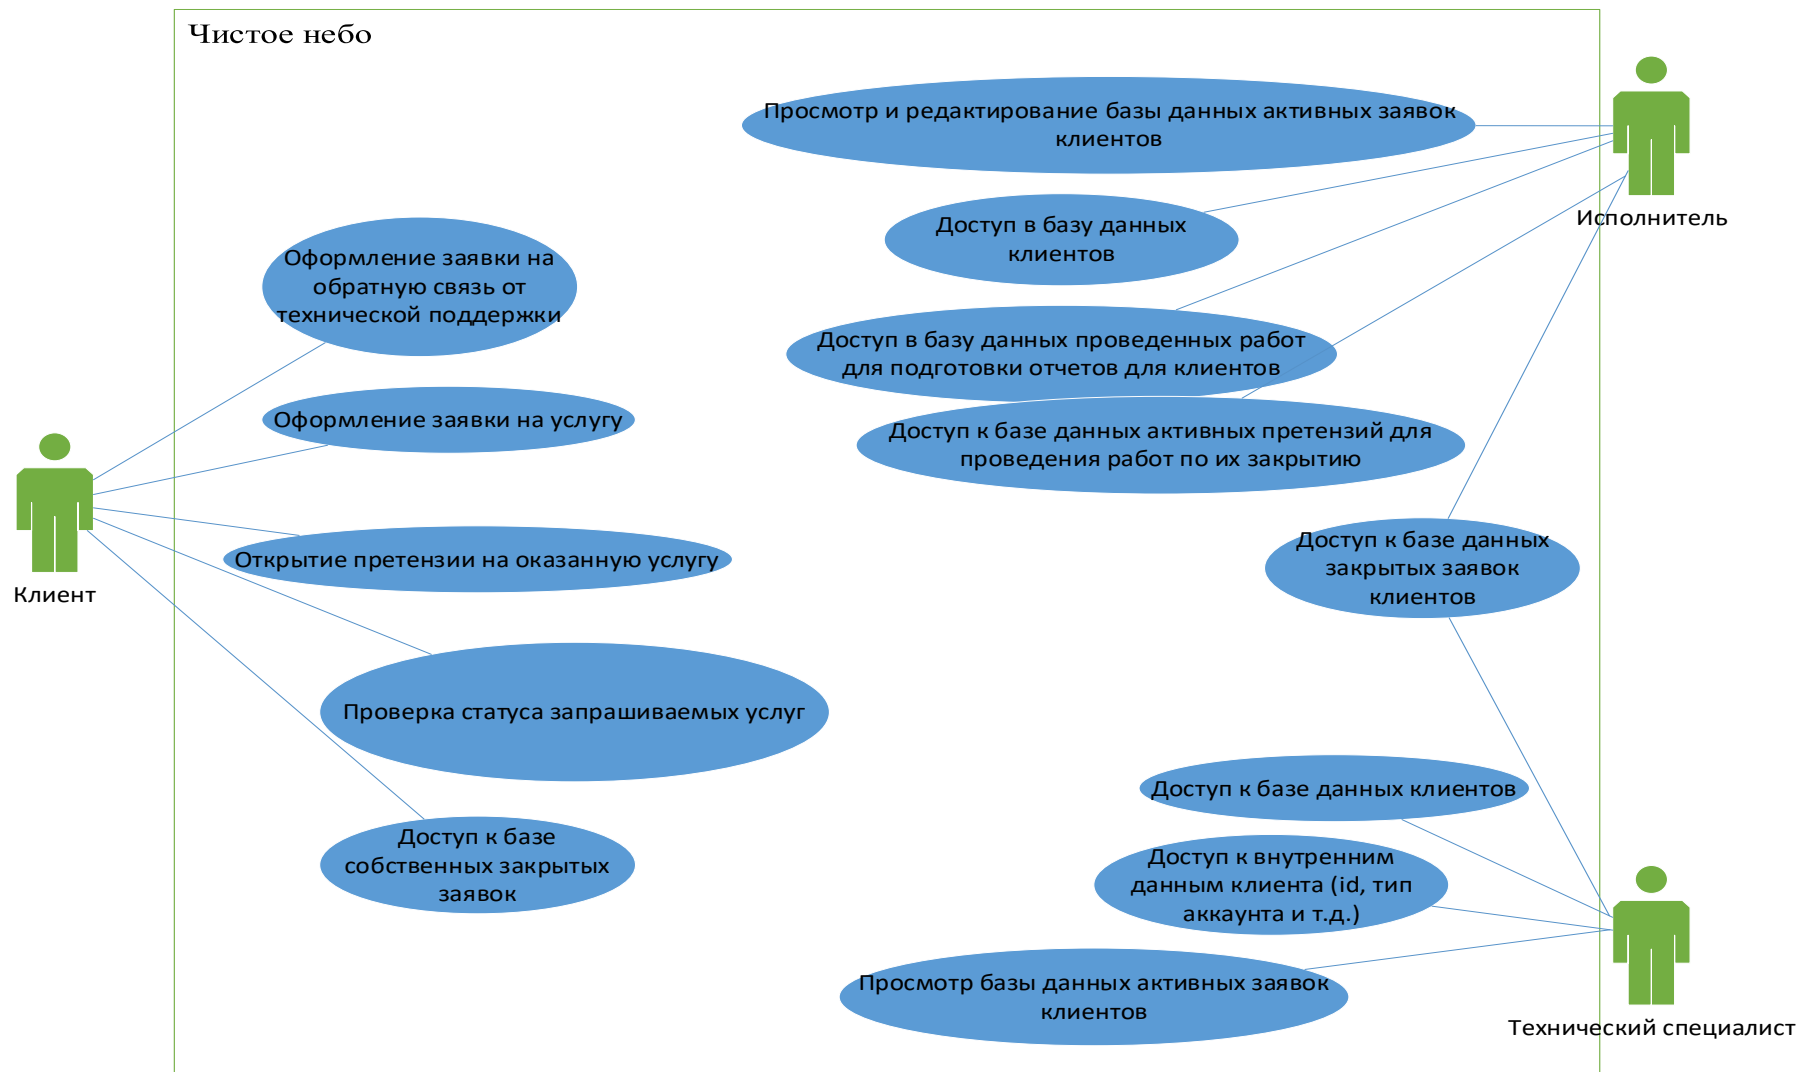 Чистое небо
Просмотр и редактирование базы данных активных заявок
клиентов
Исполнитель
Доступ в базу данных
клиентов
Оформление заявки на
обратную связь от
технической поддержки
Доступ в базу данных проведенных работ
для подготовки отчетов для клиентов
Оформление заявки на услугу
Доступ к базе данных активных претензий для
проведения работ по их закрытию
Открытие претензии на оказанную услугу
Доступ к базе данных
закрытых заявок
клиентов
Клиент
Проверка статуса запрашиваемых услуг
Доступ к базе данных клиентов
Доступ к базе
собственных закрытых
заявок
Доступ к внутренним
данным клиента (id, тип
аккаунта и т.д.)
Просмотр базы данных активных заявок
клиентов
Технический специалист